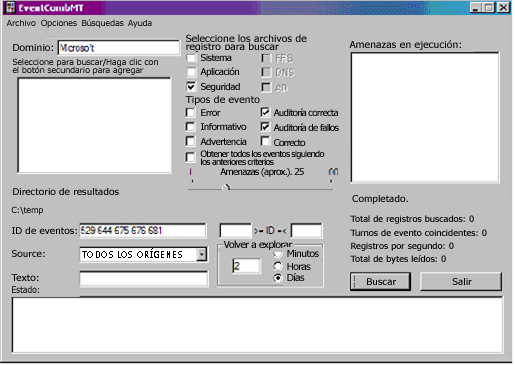 EventCombMT
Archivo Opciones Búsquedas Ayuda
Dominio: Microsoft
Seleccione para buscar/Haga clic con
el botón secundario para agregar
Seleccione los archivos de
registro para buscar
Sistema FRS
Aplicación DNS
Seguridad AD
Tipos de evento
Error Auditoría correcta
Informativo Auditoría de fallos
Advertencia Correcto
Obtener todos los eventos siguiendo
los anteriores criterios
Amenazas (aprox.). 25
Amenazas en ejecución:
Directorio de resultados
C:\temp
ID de eventos: 529 644 675 676 681
>= ID =<
Source: TODOS LOS ORÍGENES
Texto:
Volver a explorar
2
Minutos
Horas
Días
Completado.
Total de registros buscados: 0
Turnos de evento coincidentes: 0
Registros por segundo: 0
Total de bytes leídos: 0
Buscar Salir
Estado: